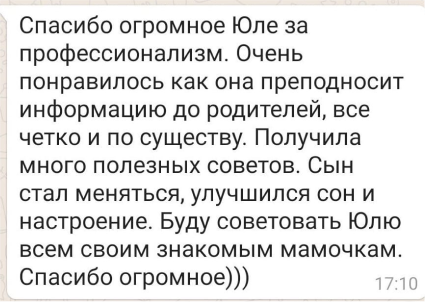 Спасибо огромное Юле за
профессионализм. Очень
понравилось как она преподносит
информацию до родителей, все
четко и по существу. Получила
много полезных советов. Сын
стал меняться, улучшился сон и
настроение. Буду советовать Юлю
всем своим знакомым мамочкам.
Спасибо огромное)))
17:10